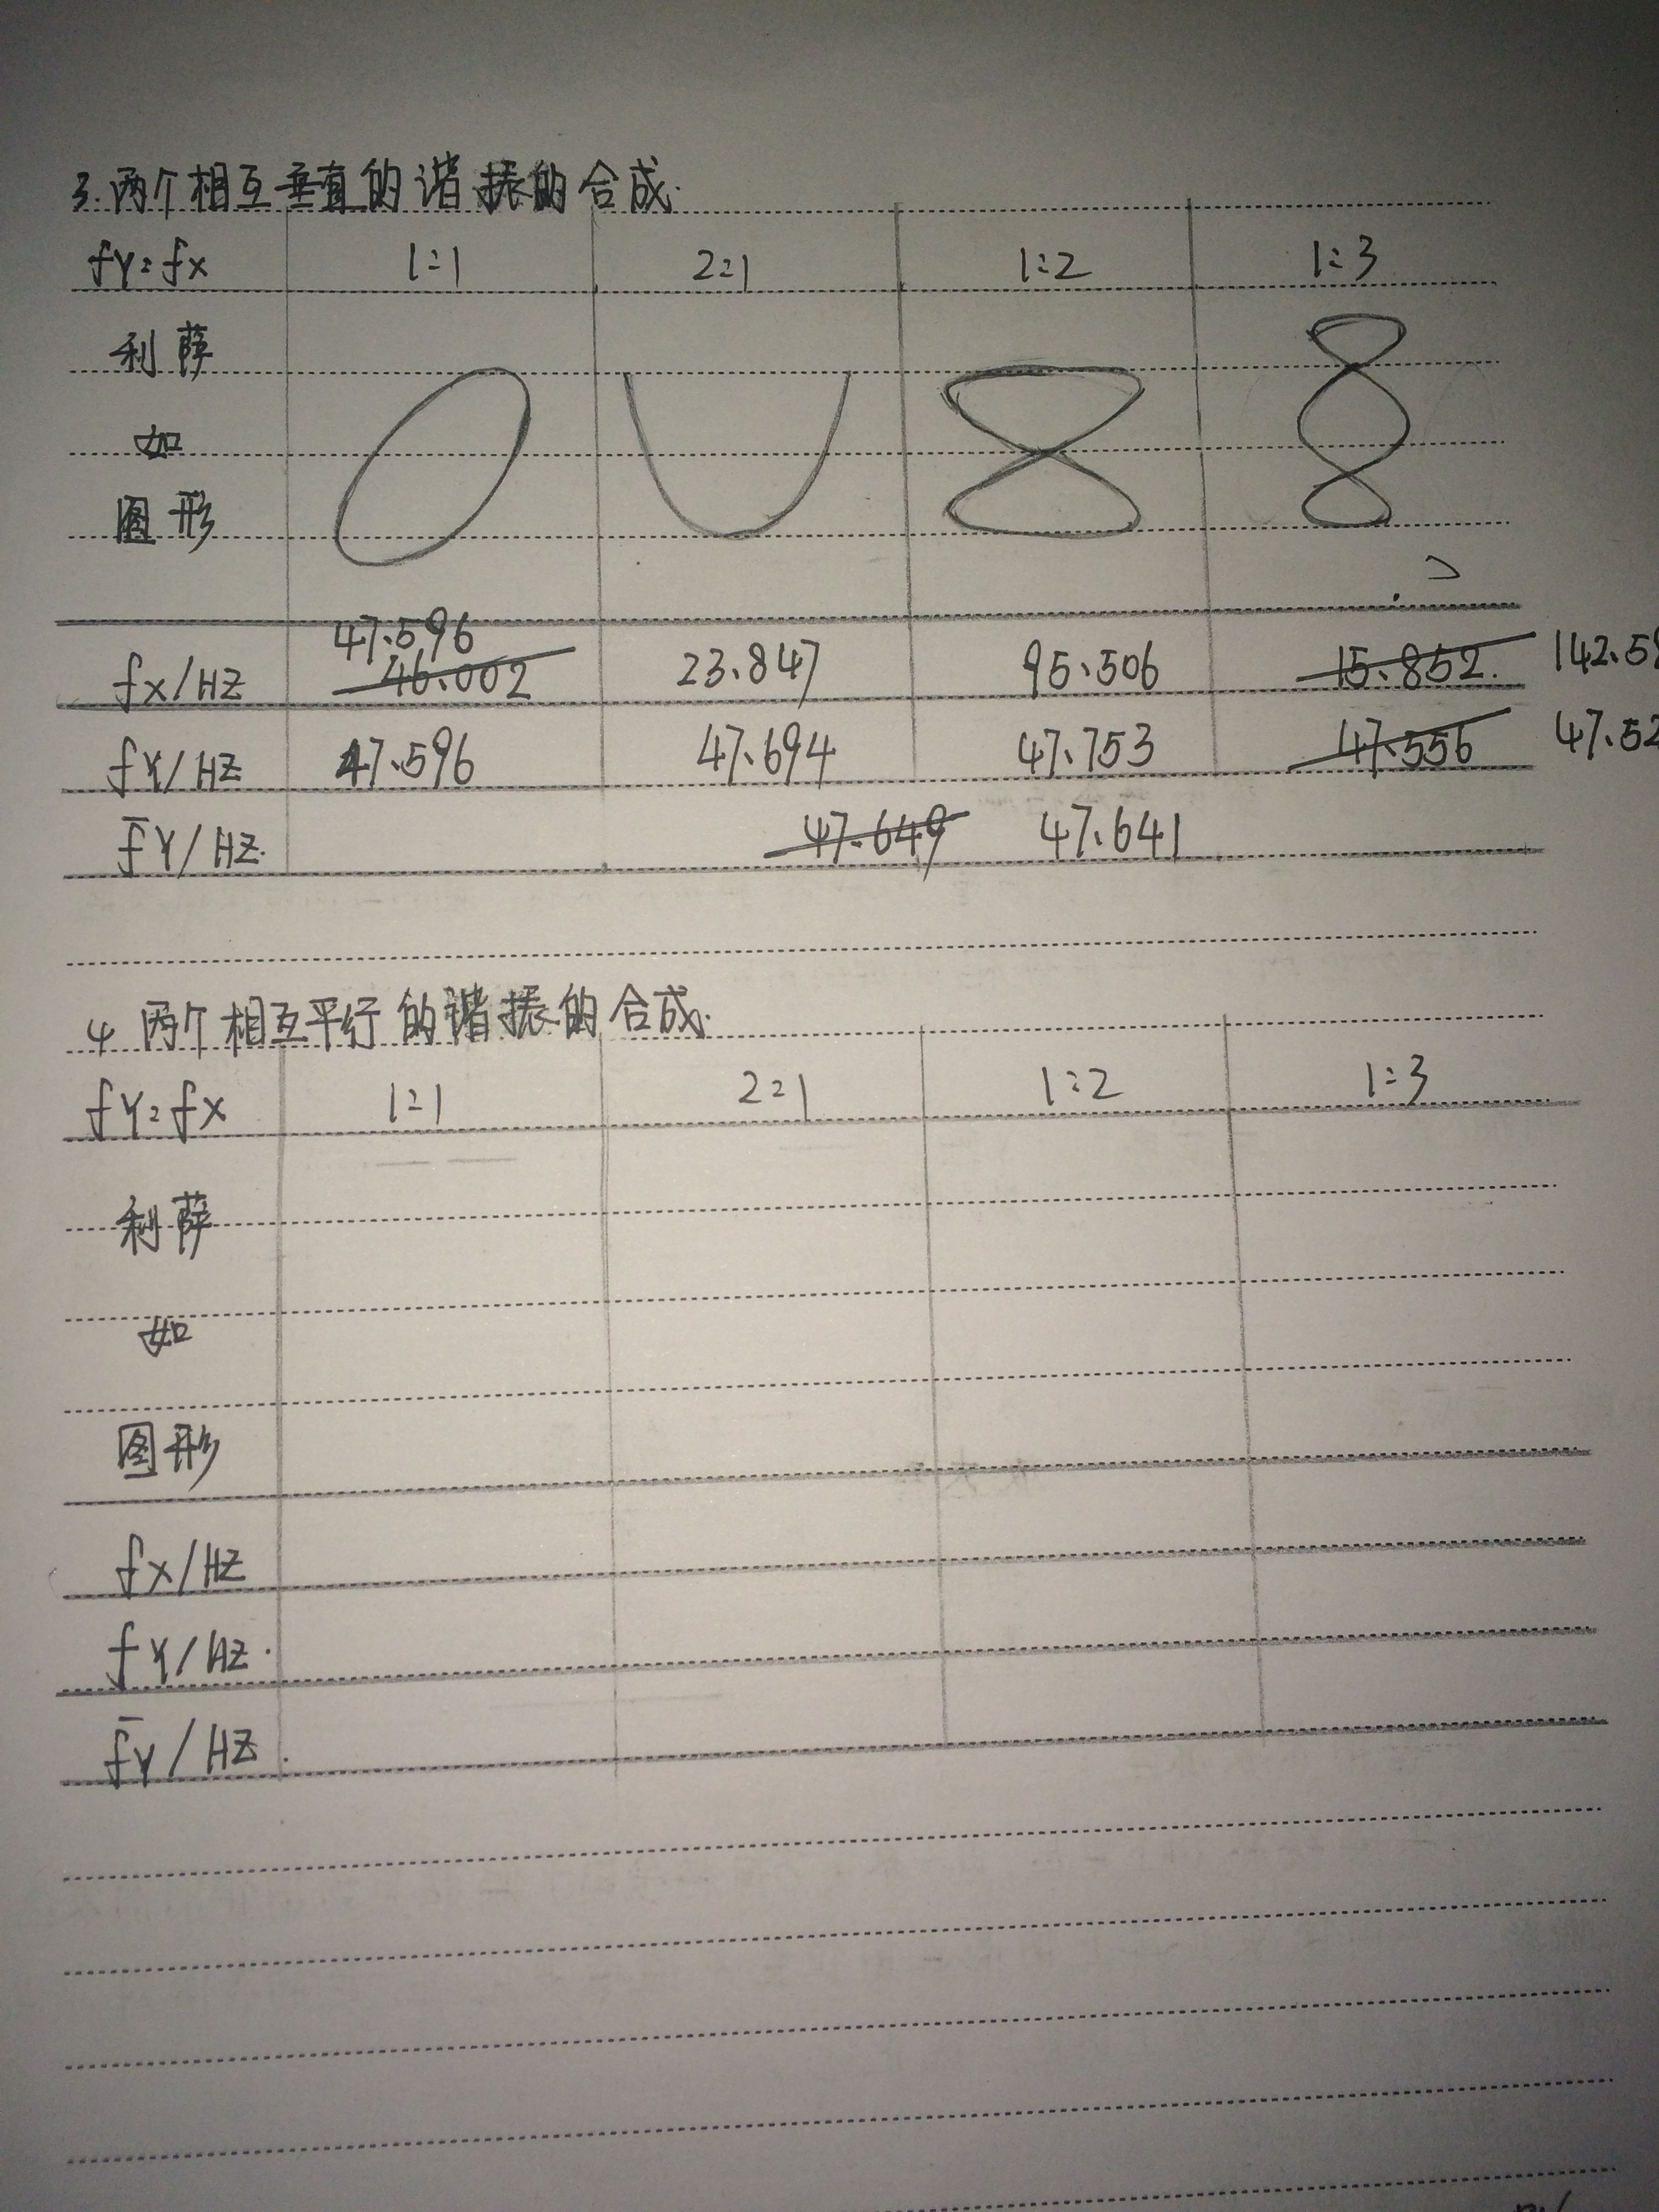 3.两个相互垂直的谐振的合成.
fY:fx 1:1 2:1 1:2 1:3
利萨
如
图形
47.596
fx/HZ 46.002 23.847 95.506 15.852. 142.5
fY/HZ 47.596 47.694 47.753 47.556 47.52
f̄Y/HZ. 47.649 47.641
4 两个相互平行的谐振的合成.
fY:fx 1:1 2:1 1:2 1:3
利萨
如
图形
fx/HZ
fY/HZ.
f̄Y/HZ.